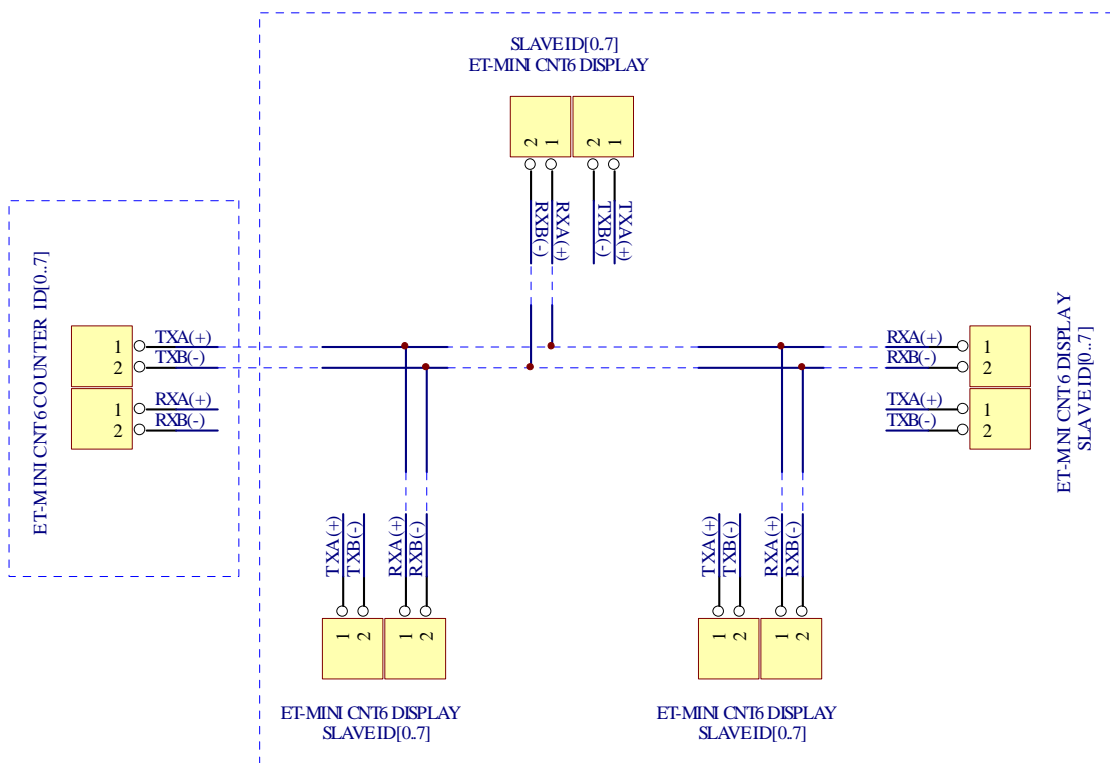 SLAVE ID[0..7]
ET-MINI CNT6 DISPLAY
2
1
2
1
RXB(-)
RXA(+)
TXB(-)
TXA(+)
ET-MINI CNT6 COUNTER ID[0..7]
1
2
1
2
TXA(+)
TXB(-)
RXA(+)
RXB(-)
RXA(+)
RXB(-)
TXA(+)
TXB(-)
1
2
1
2
ET-MNI CNT6 DISPLAY
SLAVE ID[0..7]
TXA(+)
TXB(-)
RXA(+)
RXB(-)
1
2
1
2
ET-MINI CNT6 DISPLAY
SLAVE ID[0..7]
TXA(+)
TXB(-)
RXA(+)
RXB(-)
1
2
1
2
ET-MINI CNT6 DISPLAY
SLAVE ID[0..7]